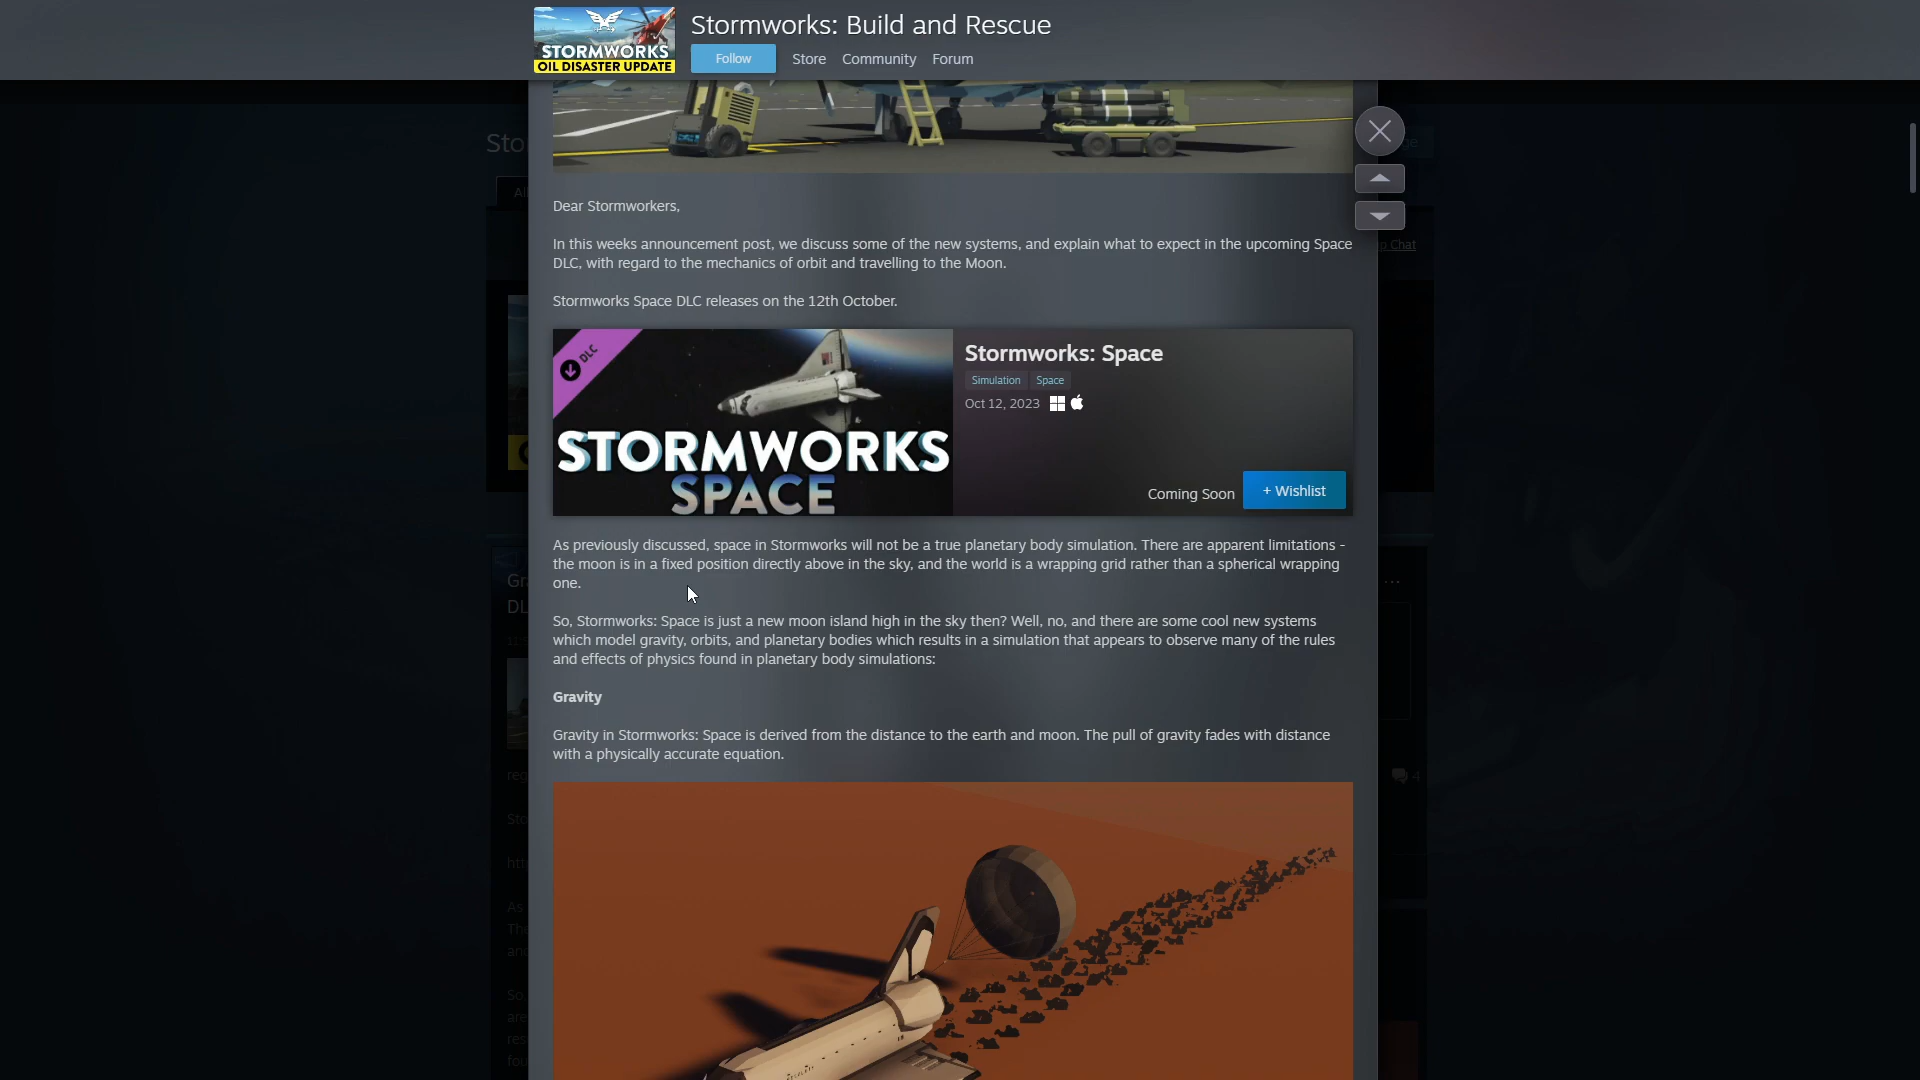 STORMWORKS
OIL DISASTER UPDATE
Stormworks: Build and Rescue
Follow
Store
Community
Forum
Dear Stormworkers,
In this weeks announcement post, we discuss some of the new systems, and explain what to expect in the upcoming Space
DLC, with regard to the mechanics of orbit and travelling to the Moon.
Stormworks Space DLC releases on the 12th October.
DLC
STORMWORKS
SPACE
Stormworks: Space
Simulation
Space
Oct 12, 2023
Coming Soon
+ Wishlist
As previously discussed, space in Stormworks will not be a true planetary body simulation. There are apparent limitations -
the moon is in a fixed position directly above in the sky, and the world is a wrapping grid rather than a spherical wrapping
one.
So, Stormworks: Space is just a new moon island high in the sky then? Well, no, and there are some cool new systems
which model gravity, orbits, and planetary bodies which results in a simulation that appears to observe many of the rules
and effects of physics found in planetary body simulations:
Gravity
Gravity in Stormworks: Space is derived from the distance to the earth and moon. The pull of gravity fades with distance
with a physically accurate equation.